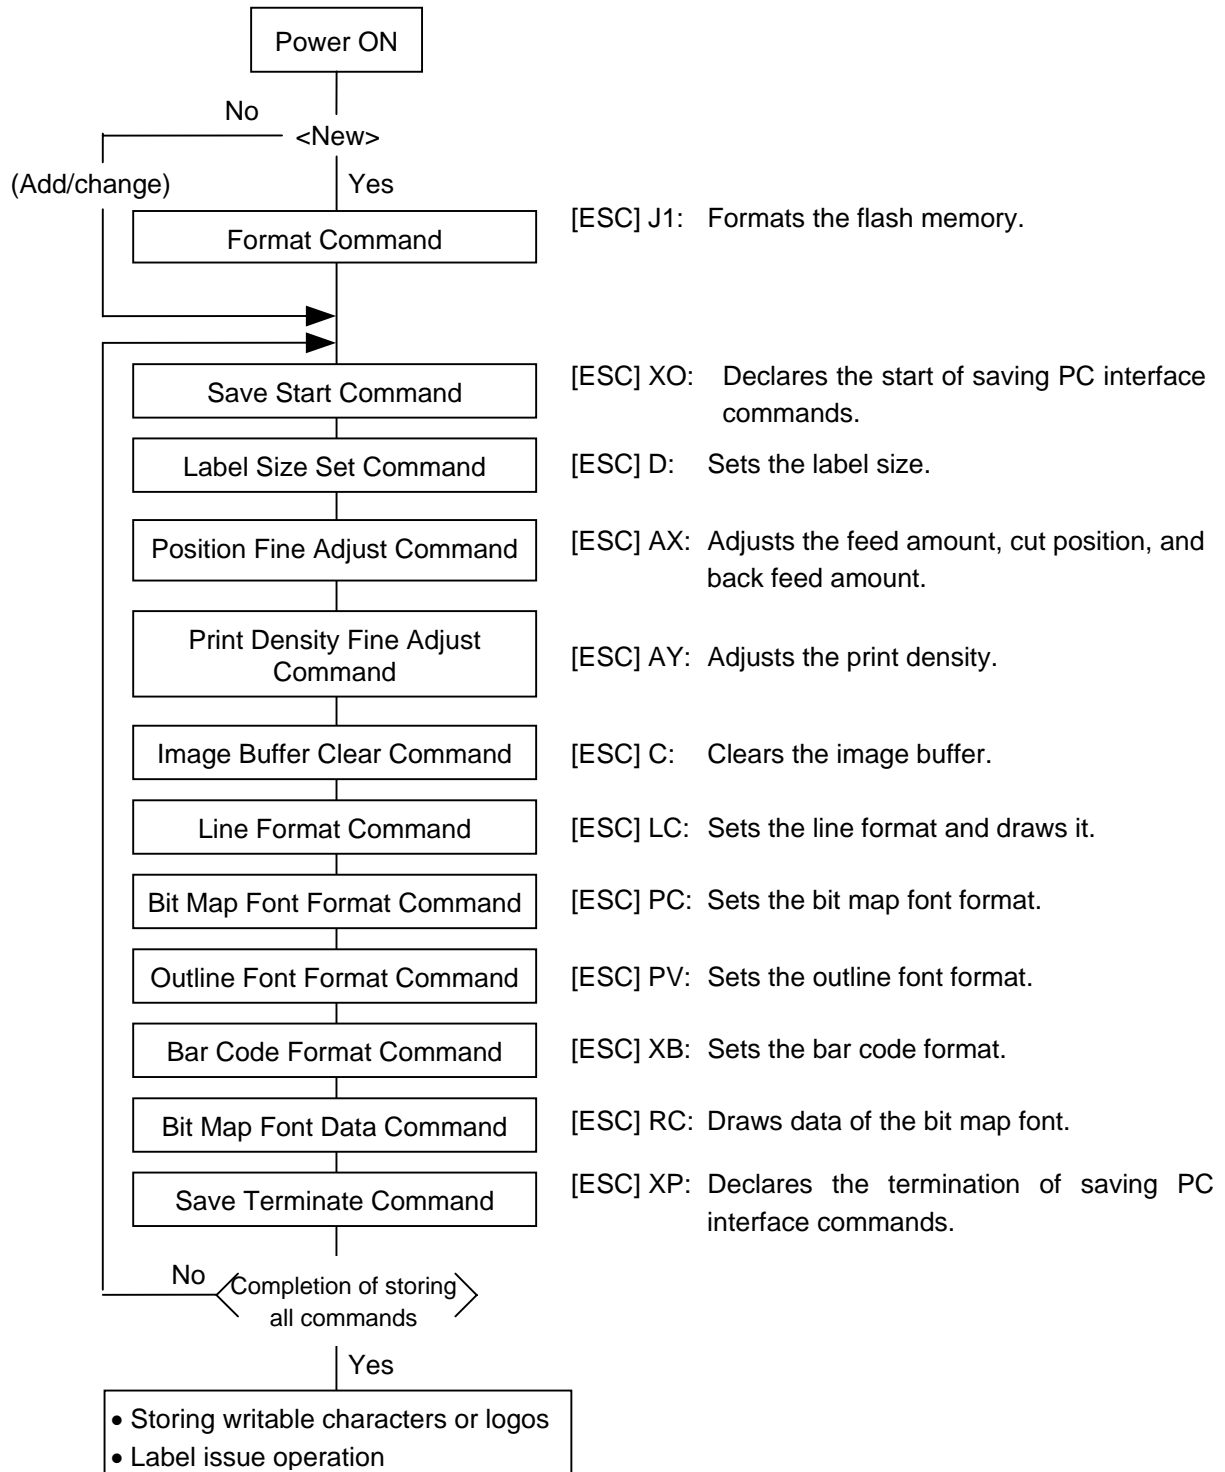 Power ON
No
<New>
(Add/change)
Yes
Format Command
[ESC] J1: Formats the flash memory.
Save Start Command
[ESC] XO: Declares the start of saving PC interface
commands.
Label Size Set Command
[ESC] D: Sets the label size.
Position Fine Adjust Command
[ESC] AX: Adjusts the feed amount, cut position, and
back feed amount.
Print Density Fine Adjust
Command
[ESC] AY: Adjusts the print density.
Image Buffer Clear Command
[ESC] C: Clears the image buffer.
Line Format Command
[ESC] LC: Sets the line format and draws it.
Bit Map Font Format Command
[ESC] PC: Sets the bit map font format.
Outline Font Format Command
[ESC] PV: Sets the outline font format.
Bar Code Format Command
[ESC] XB: Sets the bar code format.
Bit Map Font Data Command
[ESC] RC: Draws data of the bit map font.
Save Terminate Command
[ESC] XP: Declares the termination of saving PC
interface commands.
No
Completion of storing
all commands
Yes
• Storing writable characters or logos
• Label issue operation